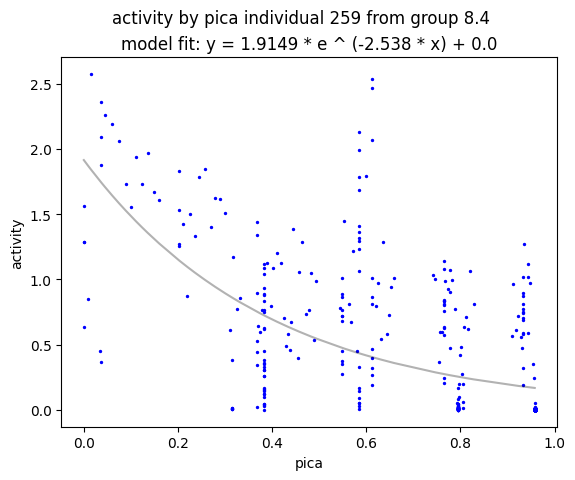 activity by pica individual 259 from group 8.4
model fit: y = 1.9149 * e ^ (-2.538 * x) + 0.0
2.5
2.0
1.5
1.0
0.5
0.0
activity
0.0 0.2 0.4 0.6 0.8 1.0
pica